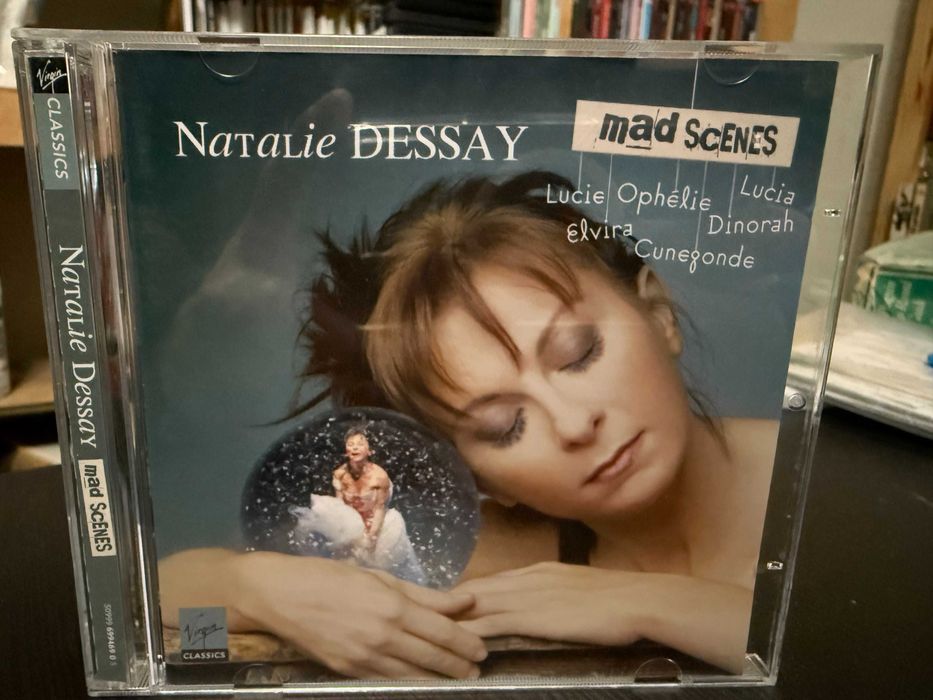 Virgin
CLASSICS
NATALIE DESSAY
mad SCENES
Natalie DESSAY
mad SCENES
Lucie Ophélie Lucia
Elvira Dinorah
Cunegonde
Virgin
CLASSICS